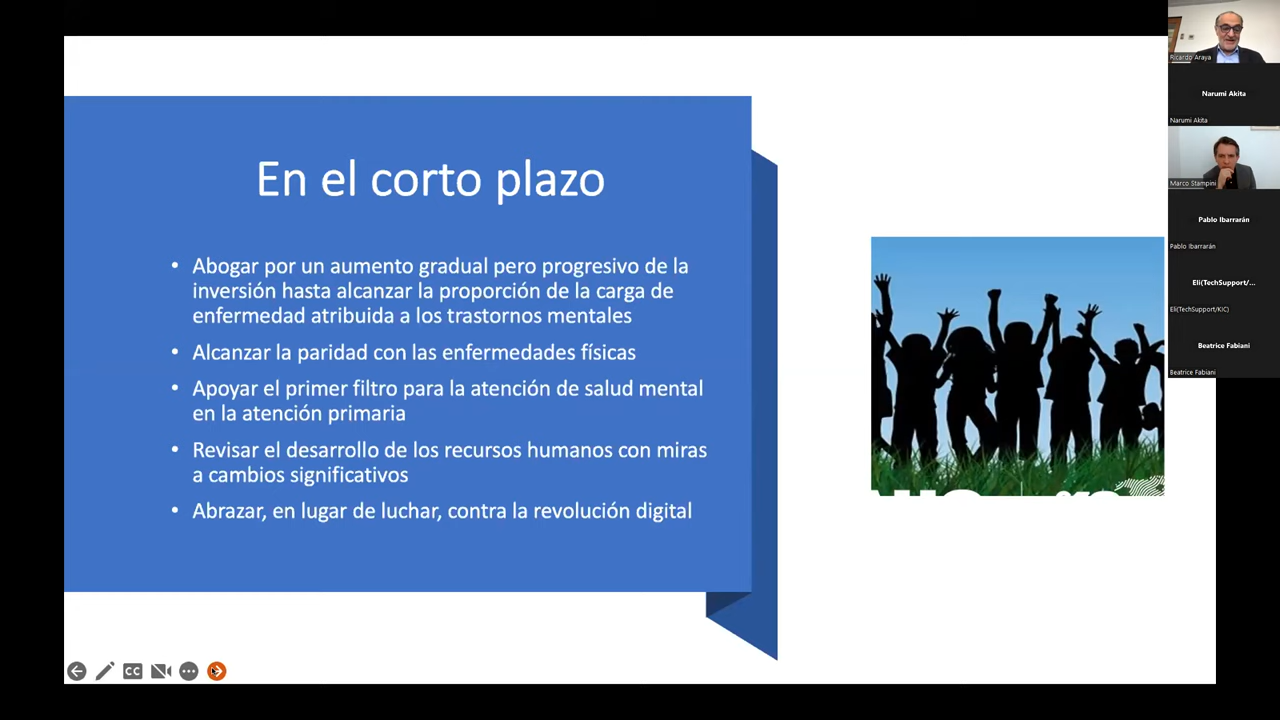 En el corto plazo
• Abogar por un aumento gradual pero progresivo de la
inversión hasta alcanzar la proporción de la carga de
enfermedad atribuida a los trastornos mentales
• Alcanzar la paridad con las enfermedades físicas
• Apoyar el primer filtro para la atención de salud mental
en la atención primaria
• Revisar el desarrollo de los recursos humanos con miras
a cambios significativos
• Abrazar, en lugar de luchar, contra la revolución digital
CC
Ricardo Araya
Narumi Akita
Narumi Akita
Marco Stampini
Pablo Ibarrarán
Pablo Ibarrarán
Eli(TechSupport/...
Eli(TechSupport/KIC)
Beatrice Fabiani
Beatrice Fabiani